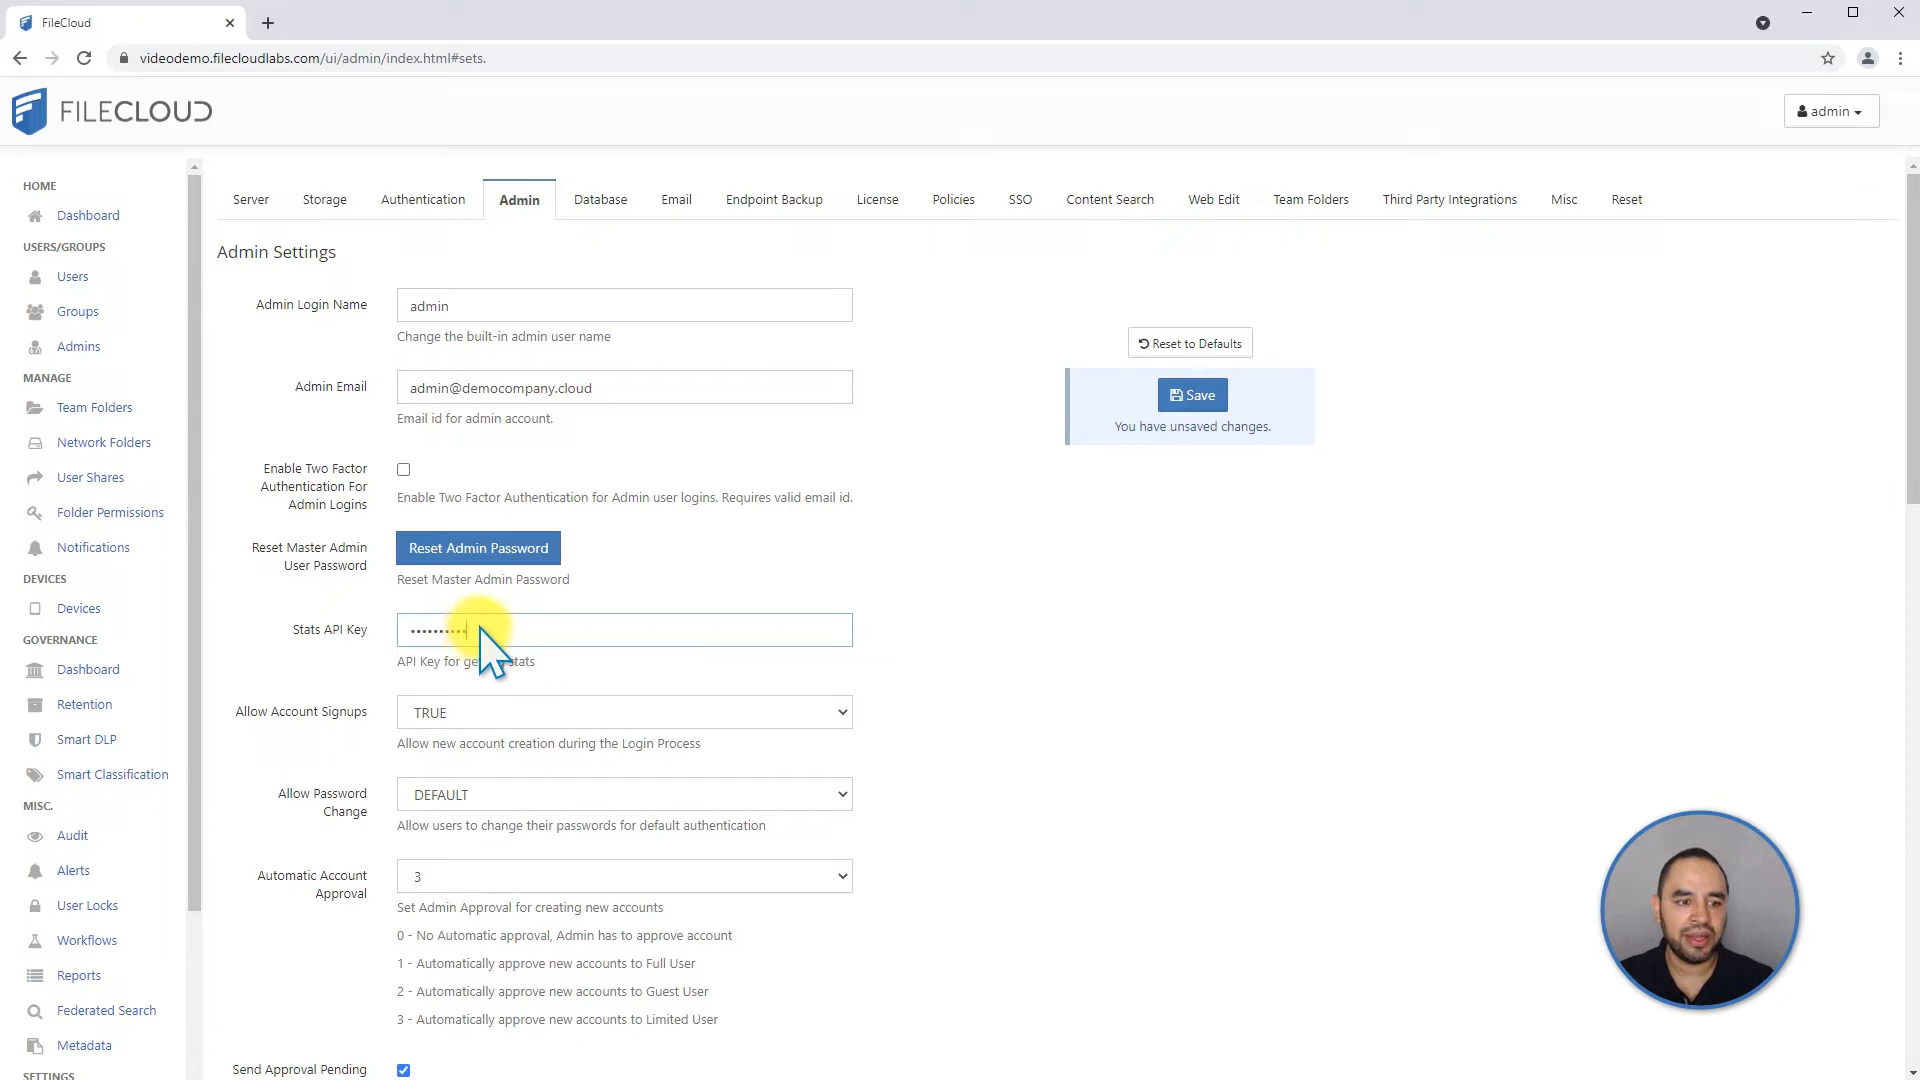 FileCloud
videodemo.filecloudlabs.com/ui/admin/index.html#sets.
FILECLOUD
admin
HOME
Dashboard
USERS/GROUPS
Users
Groups
Admins
MANAGE
Team Folders
Network Folders
User Shares
Folder Permissions
Notifications
DEVICES
Devices
GOVERNANCE
Dashboard
Retention
Smart DLP
Smart Classification
MISC.
Audit
Alerts
User Locks
Workflows
Reports
Federated Search
Metadata
SETTINGS
Server Storage Authentication Admin Database Email Endpoint Backup License Policies SSO Content Search Web Edit Team Folders Third Party Integrations Misc Reset
Admin Settings
Admin Login Name
admin
Change the built-in admin user name
Admin Email
admin@democompany.cloud
Email id for admin account.
Enable Two Factor
Authentication For
Admin Logins
Enable Two Factor Authentication for Admin user logins. Requires valid email id.
Reset Master Admin
User Password
Reset Admin Password
Reset Master Admin Password
Stats API Key
API Key for stats
Allow Account Signups
TRUE
Allow new account creation during the Login Process
Allow Password
Change
DEFAULT
Allow users to change their passwords for default authentication
Automatic Account
Approval
3
Set Admin Approval for creating new accounts
0 - No Automatic approval, Admin has to approve account
1 - Automatically approve new accounts to Full User
2 - Automatically approve new accounts to Guest User
3 - Automatically approve new accounts to Limited User
Send Approval Pending
Reset to Defaults
Save
You have unsaved changes.